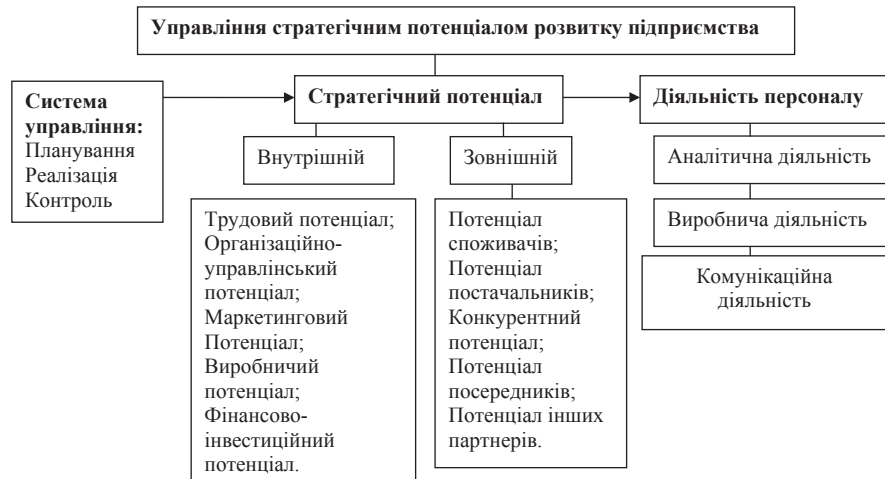 Управління стратегічним потенціалом розвитку підприємства
Система
управління:
Планування
Реалізація
Контроль
Стратегічний потенціал
Діяльність персоналу
Внутрішній
Зовнішній
Аналітична діяльність
Виробнича діяльність
Комунікаційна
діяльність
Трудовий потенціал;
Організаційно-
управлінський
потенціал;
Маркетинговий
Потенціал;
Виробничий
потенціал;
Фінансово-
інвестиційний
потенціал.
Потенціал
споживачів;
Потенціал
постачальників;
Конкурентний
потенціал;
Потенціал
посередників;
Потенціал інших
партнерів.